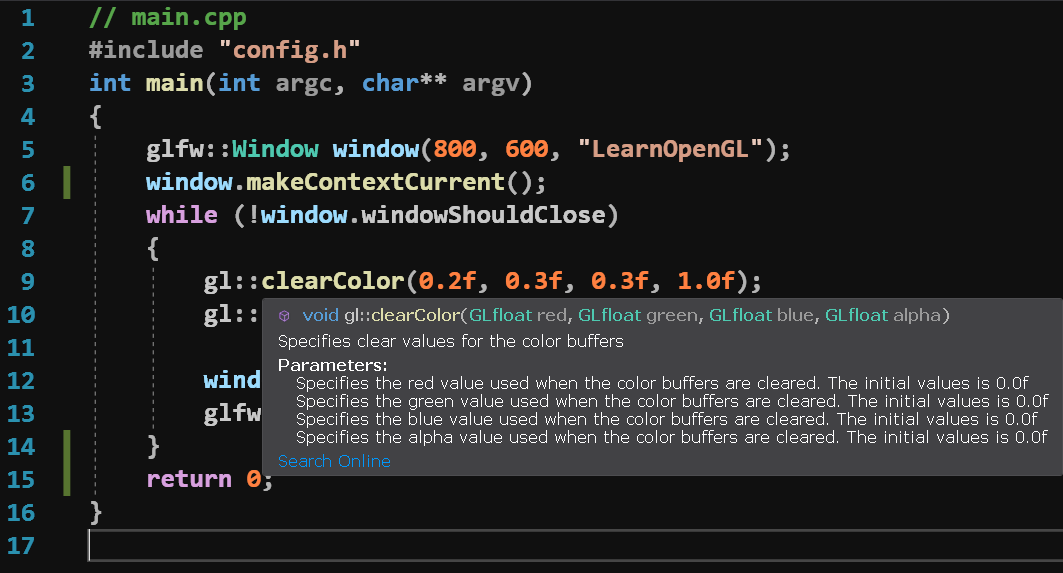 1 // main.cpp
2 #include "config.h"
3 int main(int argc, char** argv)
4 {
5 glfw::Window window(800, 600, "LearnOpenGL");
6 window.makeContextCurrent();
7 while (!window.windowShouldClose)
8 {
9 gl::clearColor(0.2f, 0.3f, 0.3f, 1.0f);
10 gl::
void gl::clearColor(GLfloat red, GLfloat green, GLfloat blue, GLfloat alpha)
Specifies clear values for the color buffers
Parameters:
Specifies the red value used when the color buffers are cleared. The initial values is 0.0f
Specifies the green value used when the color buffers are cleared. The initial values is 0.0f
Specifies the blue value used when the color buffers are cleared. The initial values is 0.0f
Specifies the alpha value used when the color buffers are cleared. The initial values is 0.0f
Search Online
11
12 wind
13 glfw
14 }
15 return 0;
16 }
17